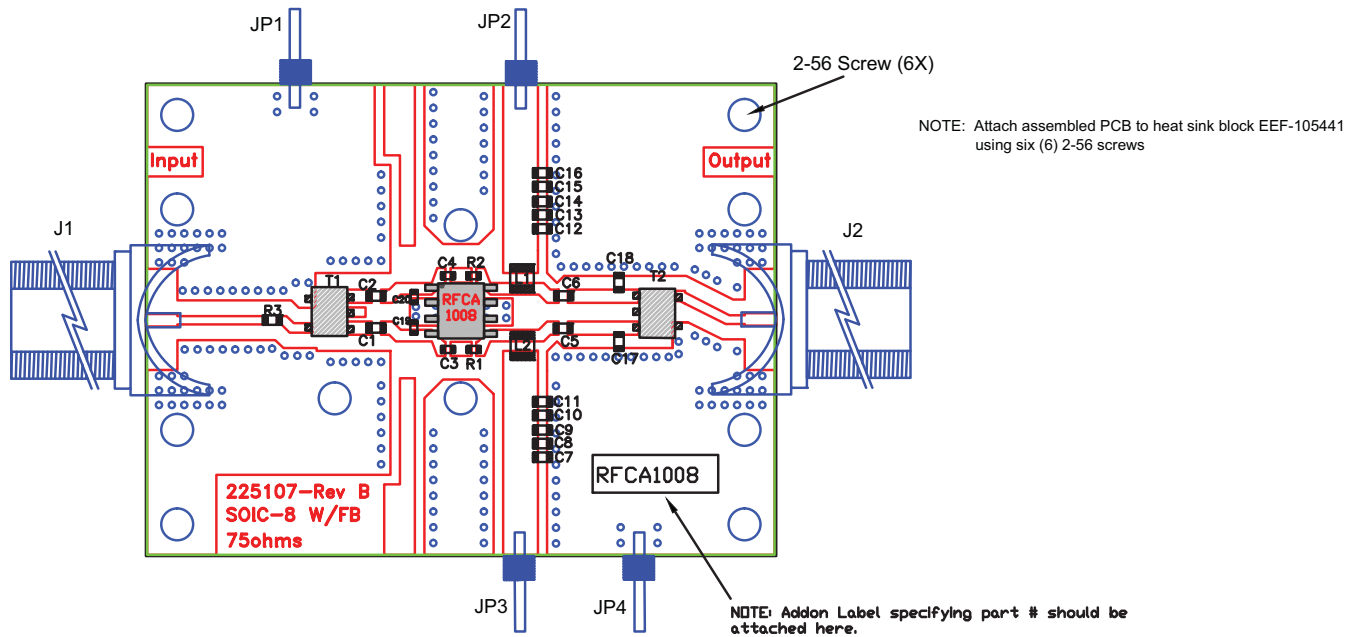 JP1
JP2
2-56 Screw (6X)
NOTE: Attach assembled PCB to heat sink block EEF-105441
using six (6) 2-56 screws
Input
Output
C16
C15
C14
C13
C12
J1
J2
C4 R2
L1
C18
T1
T2
C2
C20
RFCA
1008
C6
R3
C1
C19
C5
L2
C17
C3 R1
C11
C10
C9
C8
C7
RFCA1008
225107-Rev B
SOIC-8 W/FB
75ohms
JP3
JP4
NOTE: Addon Label specifying part # should be
attached here.